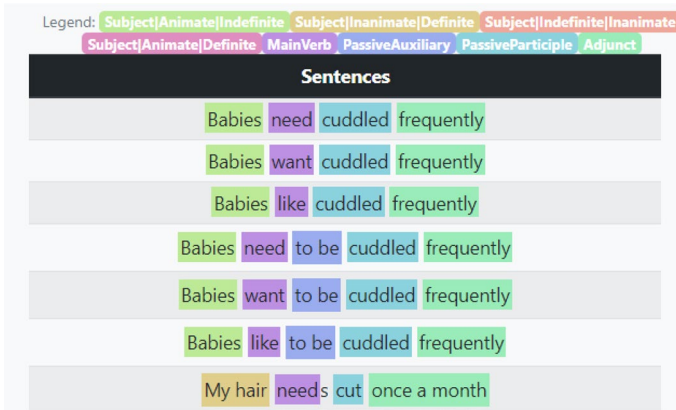 Legend: Subject|Animate|Indefinite Subject|Inanimate|Definite Subject|Indefinite|Inanimate
Subject|Animate|Definite MainVerb PassiveAuxiliary PassiveParticiple Adjunct
Sentences
Babies need cuddled frequently
Babies want cuddled frequently
Babies like cuddled frequently
Babies need to be cuddled frequently
Babies want to be cuddled frequently
Babies like to be cuddled frequently
My hair needs cut once a month